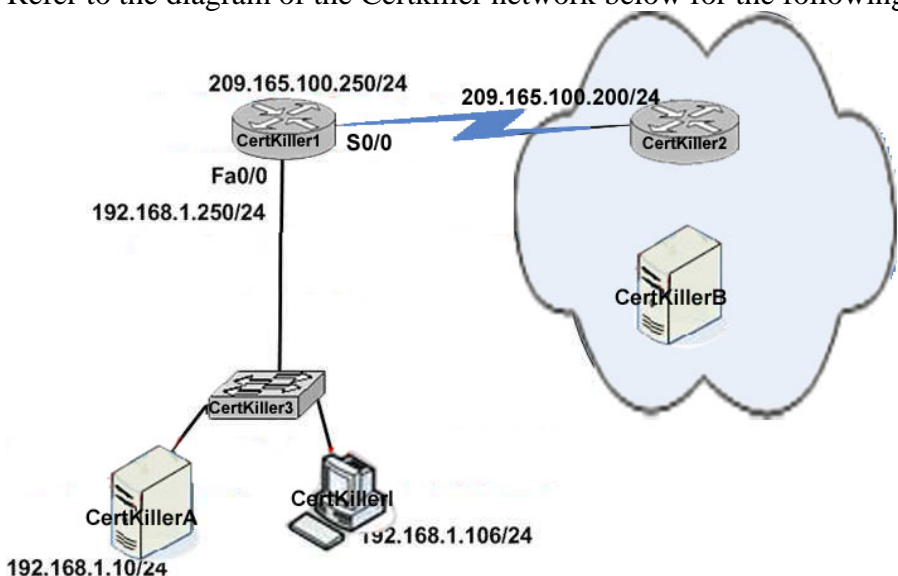 Refer to the diagram of the Certkiller network below for the following
209.165.100.250/24
209.165.100.200/24
CertKiller1
S0/0
CertKiller2
Fa0/0
192.168.1.250/24
CertKillerB
CertKiller3
CertKillerA
CertKillerI
192.168.1.106/24
192.168.1.10/24